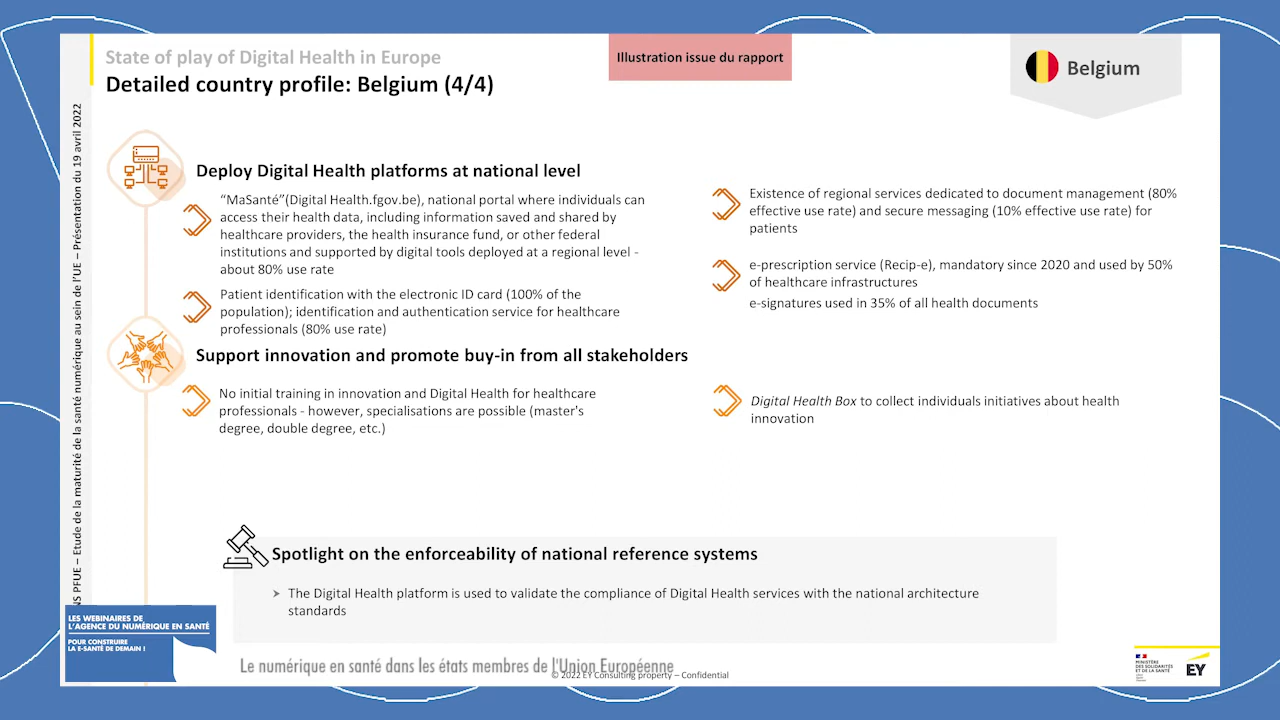 State of play of Digital Health in Europe
Detailed country profile: Belgium (4/4)
Illustration issue du rapport
Belgium
NS PFUE – Etude de la maturité de la santé numérique au sein de l'UE – Présentation du 19 avril 2022
Deploy Digital Health platforms at national level
“MaSanté”(Digital Health.fgov.be), national portal where individuals can
access their health data, including information saved and shared by
healthcare providers, the health insurance fund, or other federal
institutions and supported by digital tools deployed at a regional level -
about 80% use rate
Patient identification with the electronic ID card (100% of the
population); identification and authentication service for healthcare
professionals (80% use rate)
Existence of regional services dedicated to document management (80%
effective use rate) and secure messaging (10% effective use rate) for
patients
e-prescription service (Recip-e), mandatory since 2020 and used by 50%
of healthcare infrastructures
e-signatures used in 35% of all health documents
Support innovation and promote buy-in from all stakeholders
No initial training in innovation and Digital Health for healthcare
professionals - however, specialisations are possible (master's
degree, double degree, etc.)
Digital Health Box to collect individuals initiatives about health
innovation
Spotlight on the enforceability of national reference systems
The Digital Health platform is used to validate the compliance of Digital Health services with the national architecture
standards
LES WEBINAIRES DE
L'AGENCE DU NUMÉRIQUE EN SANTÉ
POUR CONSTRUIRE
LA E-SANTÉ DE DEMAIN !
Le numérique en santé dans les états membres de l'Union Européenne
© 2022 EY Consulting property – Confidential
MINISTÈRE
DES SOLIDARITÉS
ET DE LA SANTÉ
EY